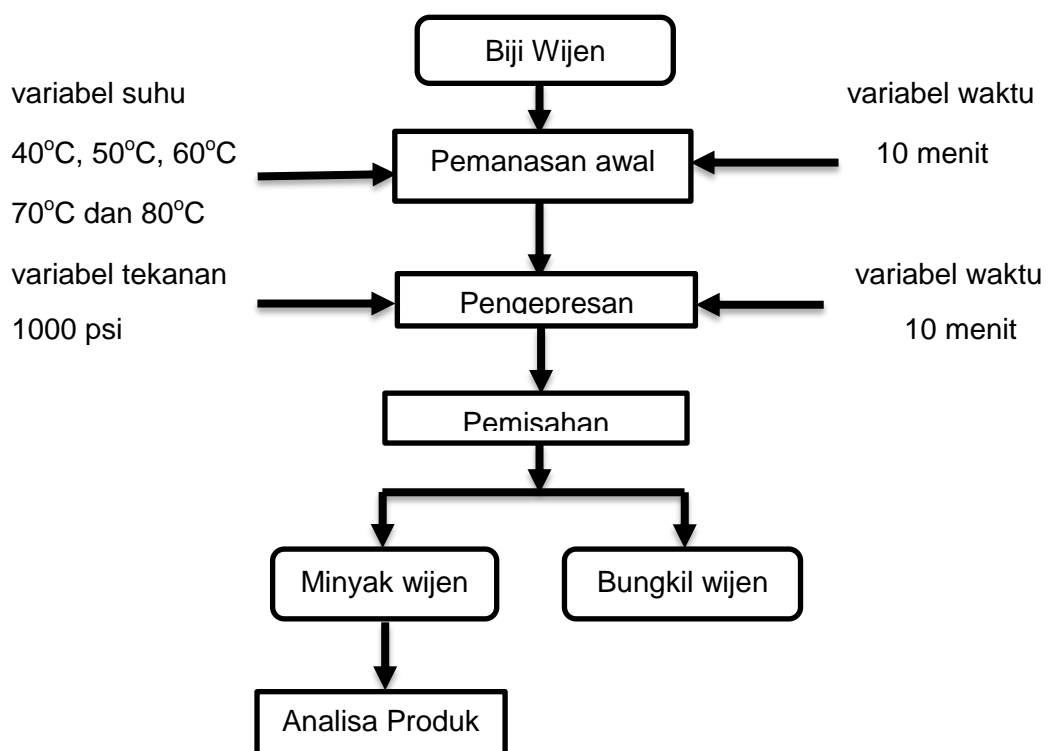 Biji Wijen
variabel suhu
40°C, 50°C, 60°C
70°C dan 80°C
variabel waktu
10 menit
Pemanasan awal
variabel tekanan
1000 psi
variabel waktu
10 menit
Pengepresan
Pemisahan
Minyak wijen
Bungkil wijen
Analisa Produk